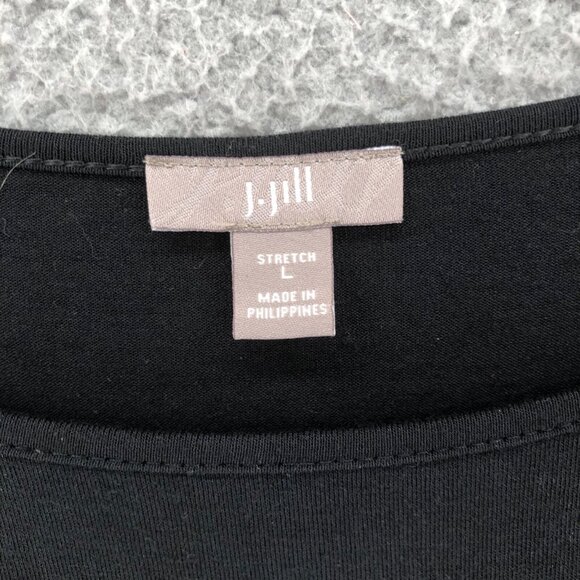 J.Jill
STRETCH
L
MADE IN
PHILIPPINES